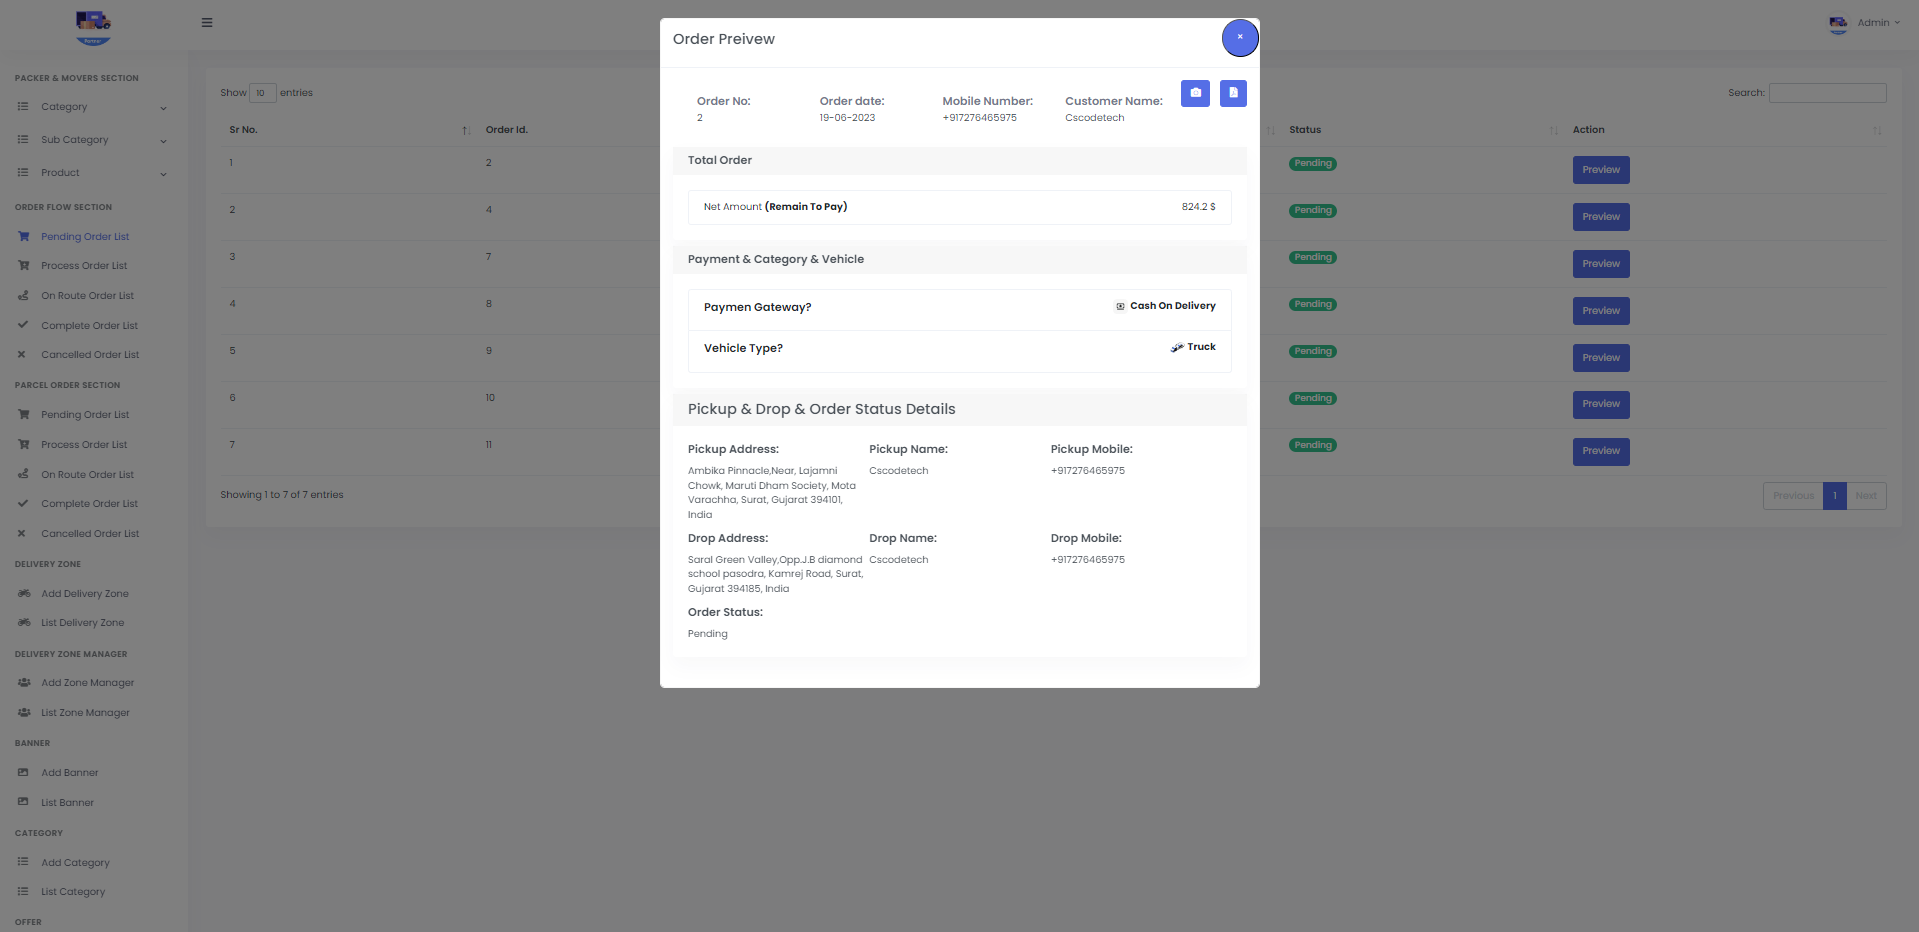 Admin
PACKER & MOVERS SECTION
Category
Sub Category
Product
ORDER FLOW SECTION
Pending Order List
Process Order List
On Route Order List
Complete Order List
Cancelled Order List
PARCEL ORDER SECTION
Pending Order List
Process Order List
On Route Order List
Complete Order List
Cancelled Order List
DELIVERY ZONE
Add Delivery Zone
List Delivery Zone
DELIVERY ZONE MANAGER
Add Zone Manager
List Zone Manager
BANNER
Add Banner
List Banner
CATEGORY
Add Category
List Category
OFFER
Show 10 entries
Search:
Sr No. Order Id. Status Action
1 2 Pending Preview
2 4 Pending Preview
3 7 Pending Preview
4 8 Pending Preview
5 9 Pending Preview
6 10 Pending Preview
7 11 Pending Preview
Showing 1 to 7 of 7 entries
Previous 1 Next
Order Preivew
×
Order No: Order date: Mobile Number: Customer Name:
2 19-06-2023 +917276465975 Cscodetech
Total Order
Net Amount (Remain To Pay) 824.2 $
Payment & Category & Vehicle
Paymen Gateway? Cash On Delivery
Vehicle Type? Truck
Pickup & Drop & Order Status Details
Pickup Address: Pickup Name: Pickup Mobile:
Ambika Pinnacle,Near, Lajamni Cscodetech +917276465975
Chowk, Maruti Dham Society, Mota
Varachha, Surat, Gujarat 394101,
India
Drop Address: Drop Name: Drop Mobile:
Saral Green Valley,Opp.J.B diamond Cscodetech +917276465975
school pasodra, Kamrej Road, Surat,
Gujarat 394185, India
Order Status:
Pending